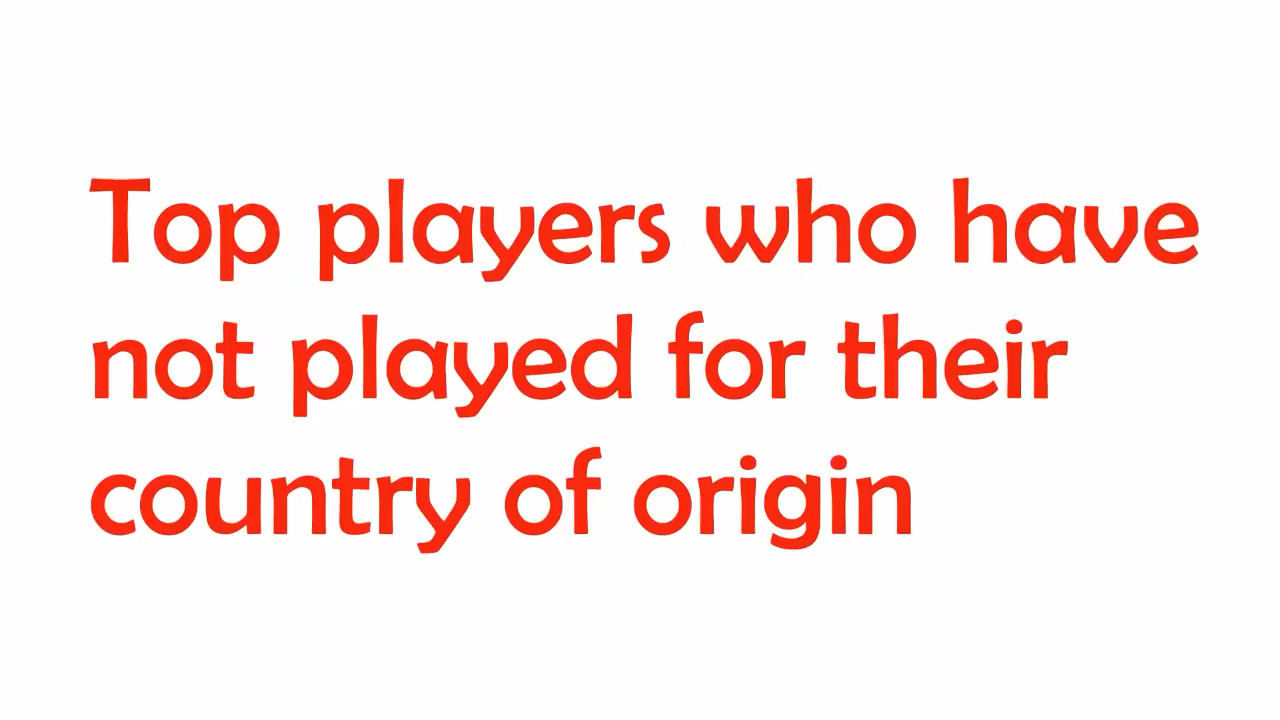 Top players who have
not played for their
country of origin